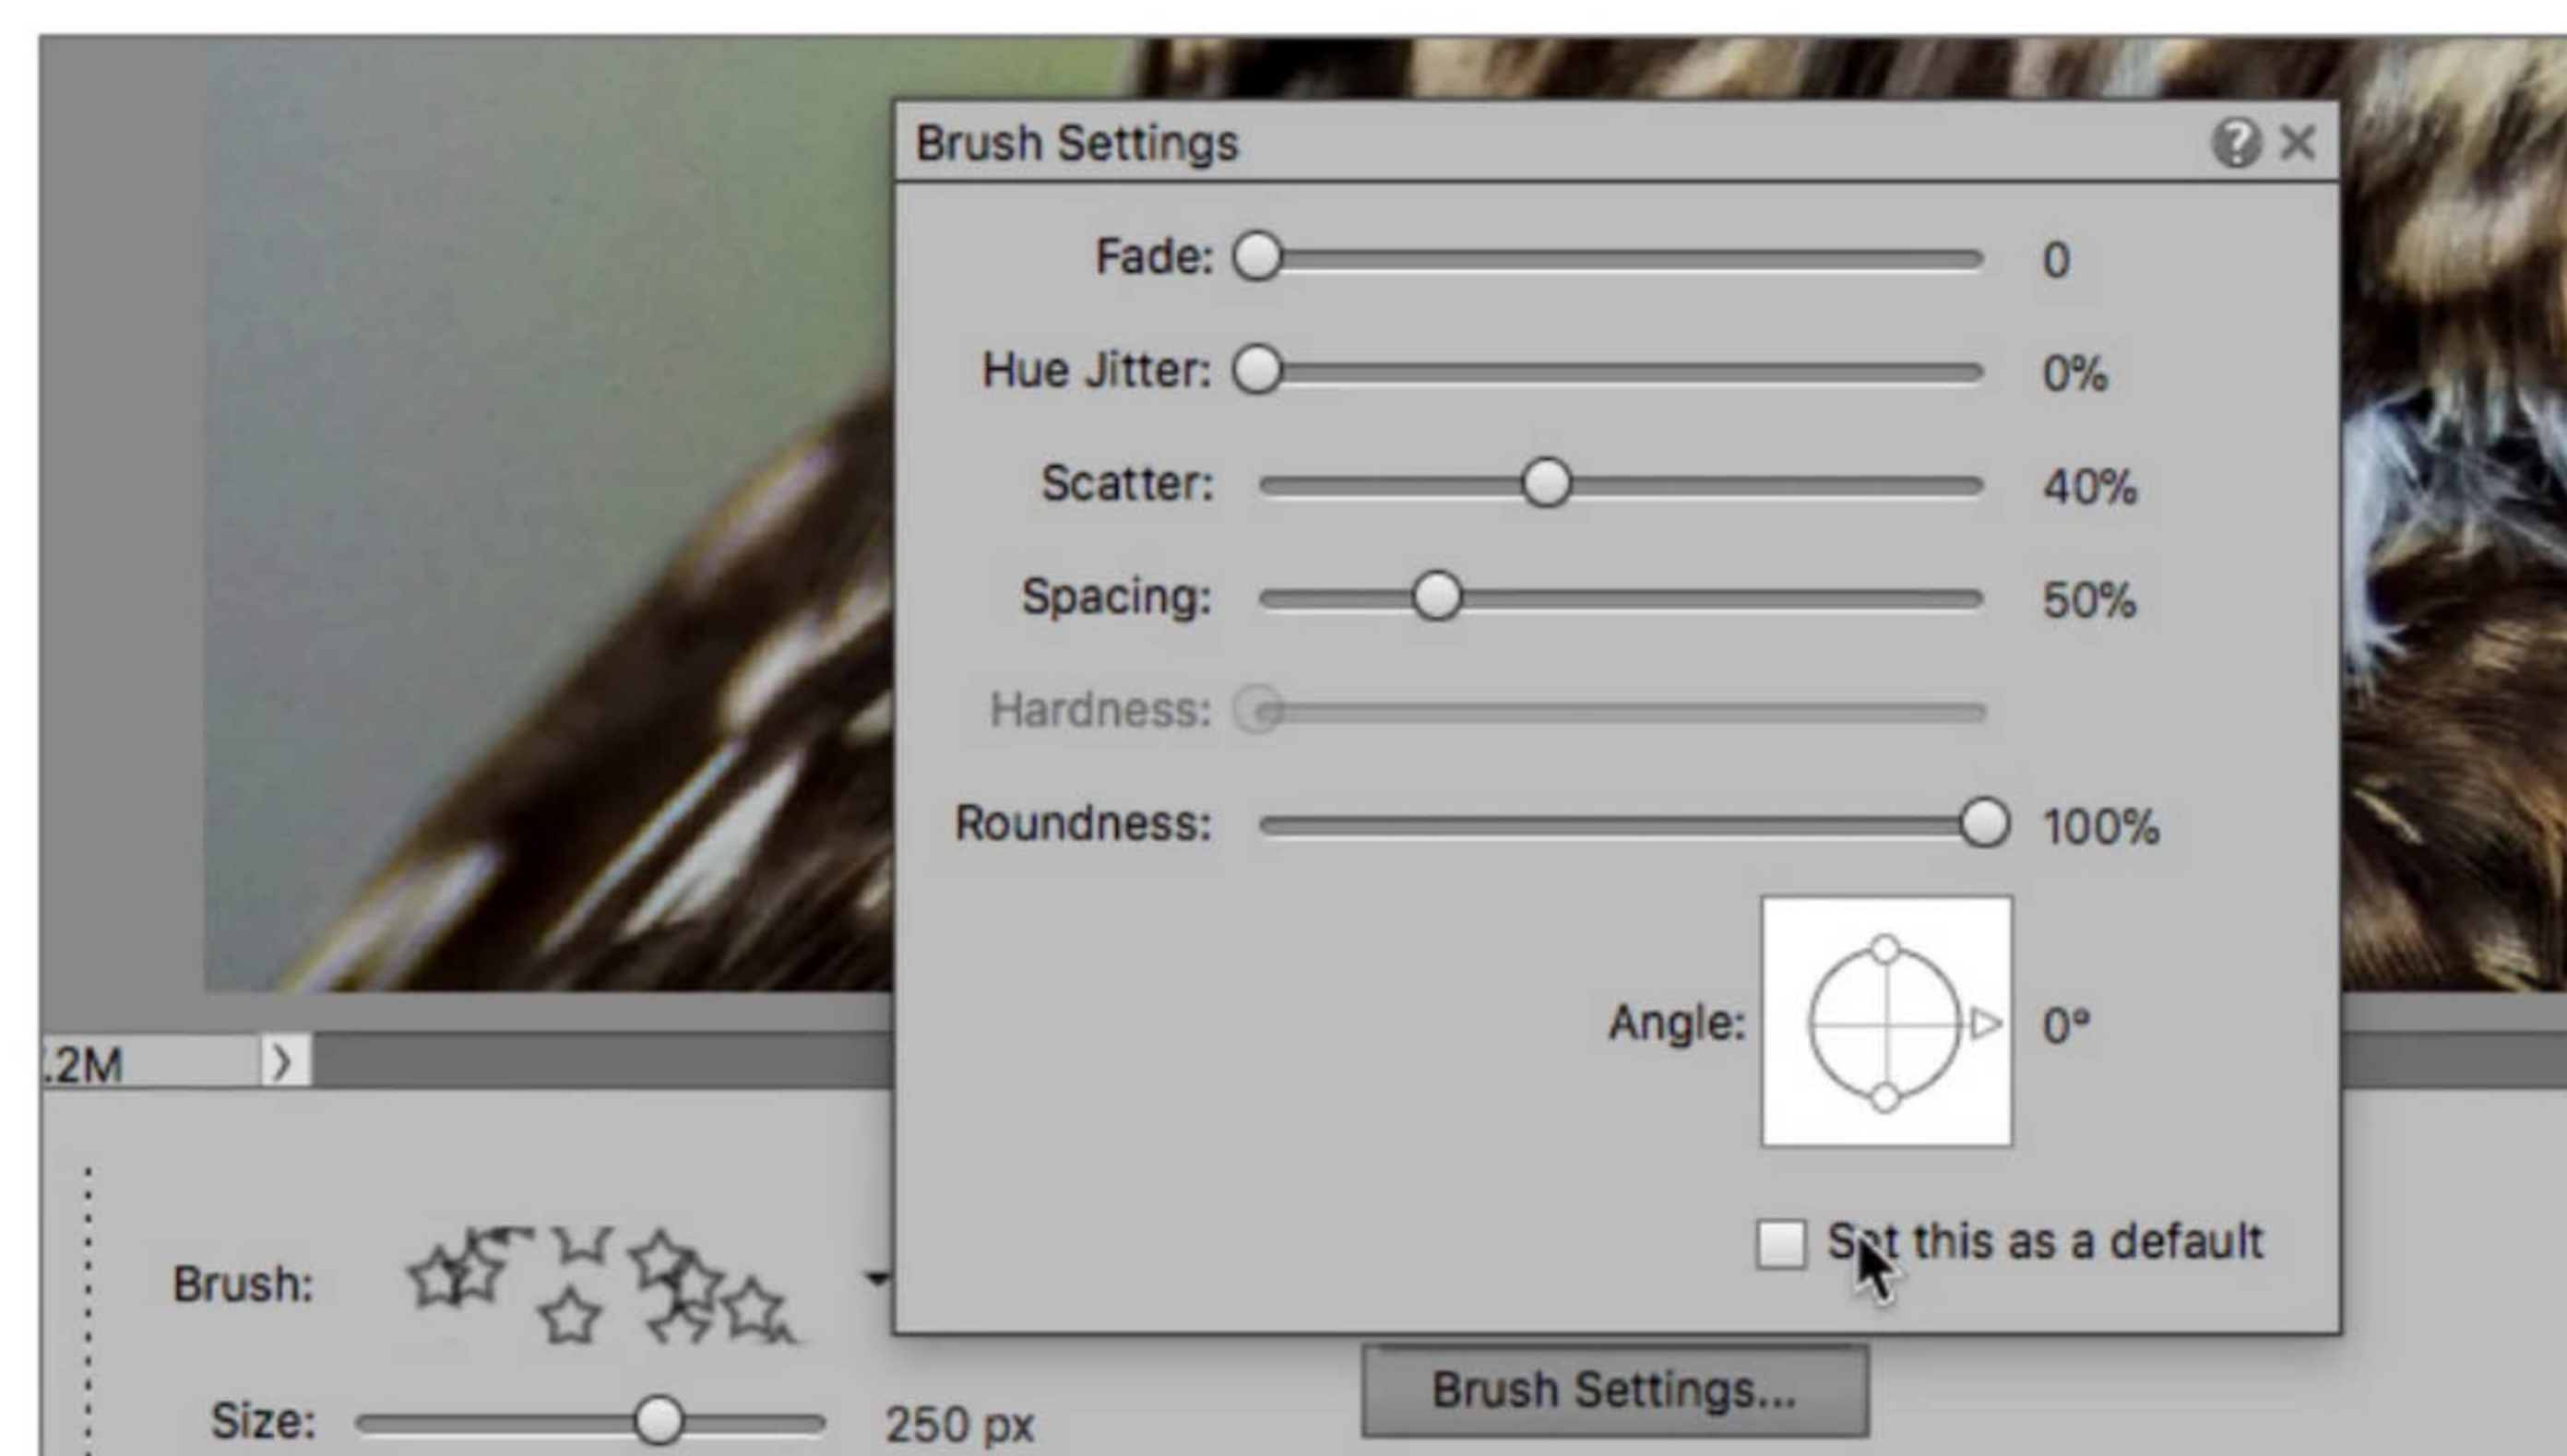 Brush Settings
Fade: 0
Hue Jitter: 0%
Scatter: 40%
Spacing: 50%
Hardness:
Roundness: 100%
Angle: 0°
.2M
Set this as a default
Brush:
Brush Settings...
Size: 250 px